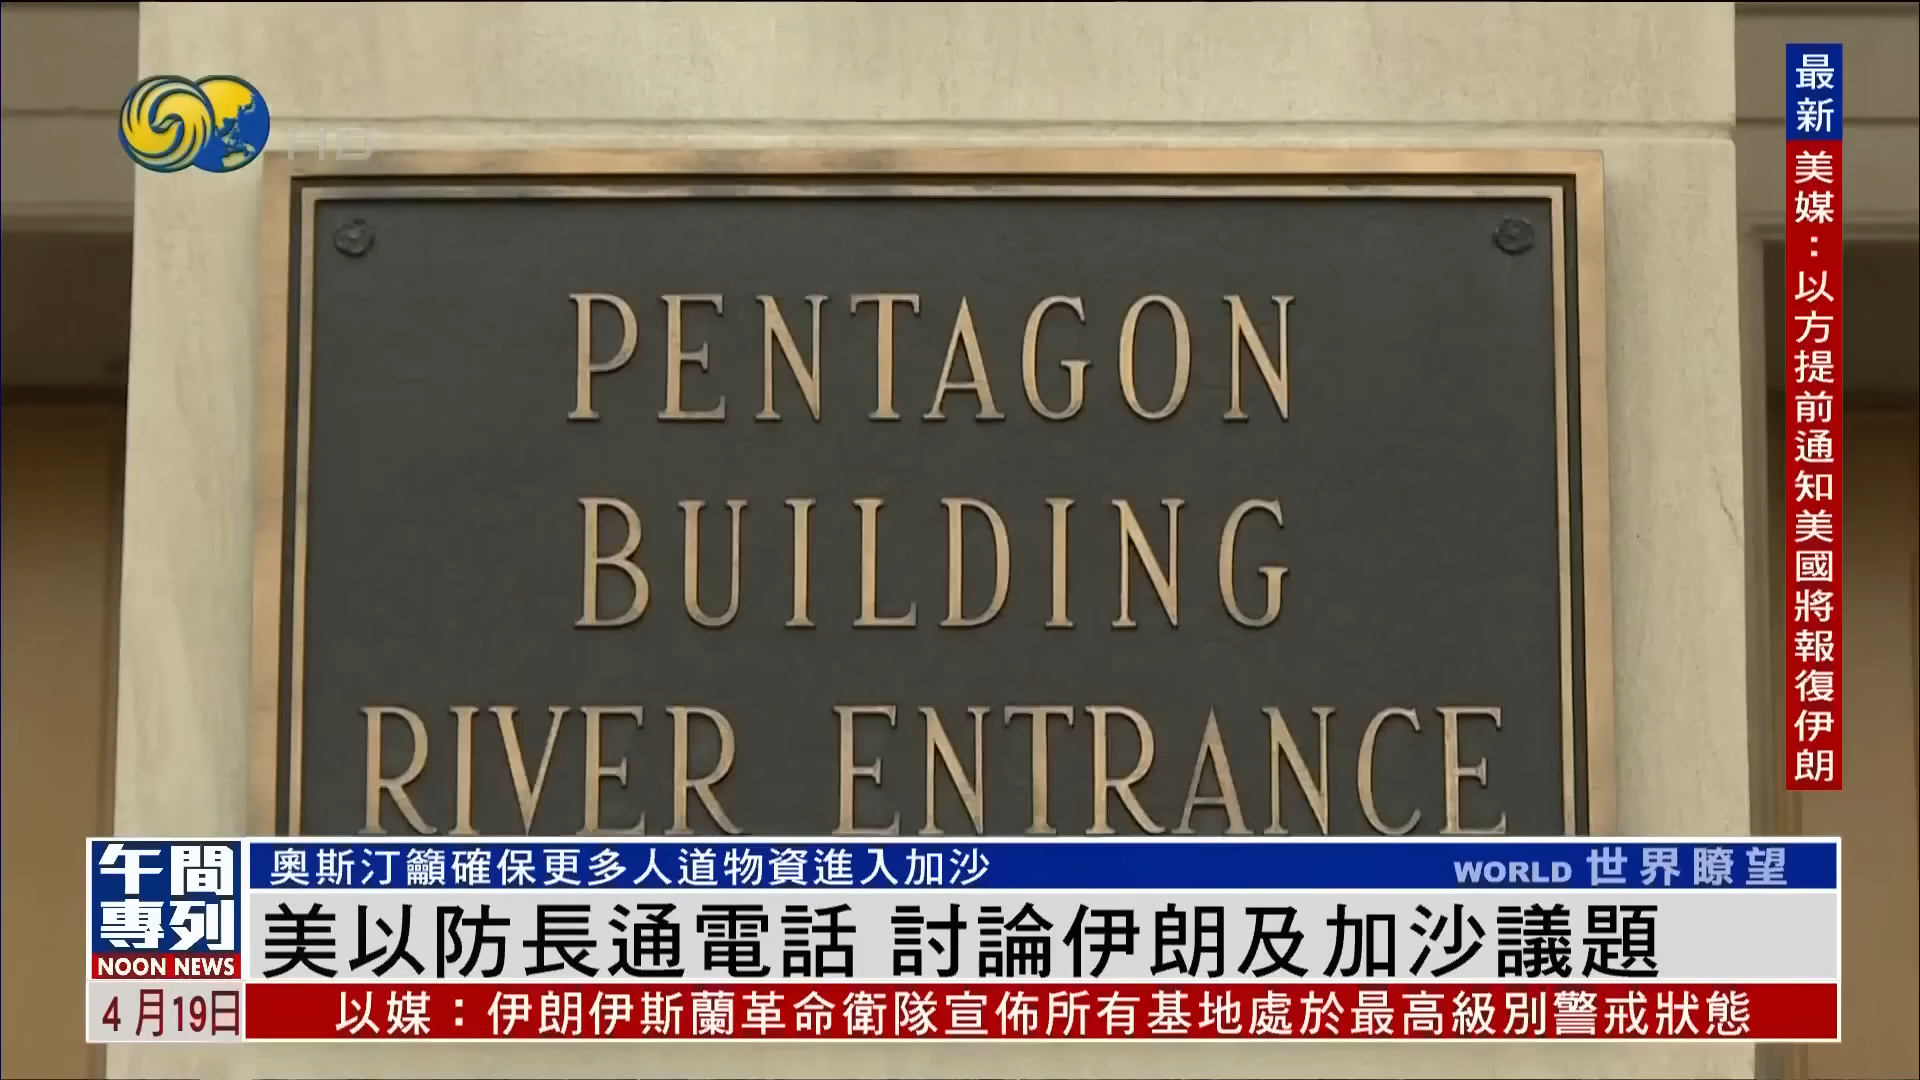 HD
最新 美媒：以方提前通知美國將報復伊朗
PENTAGON
BUILDING
RIVER ENTRANCE
奧斯汀籲確保更多人道物資進入加沙
WORLD 世界瞭望
午間
專列
NOON NEWS
美以防長通電話 討論伊朗及加沙議題
4月19日
以媒：伊朗伊斯蘭革命衛隊宣佈所有基地處於最高級別警戒狀態